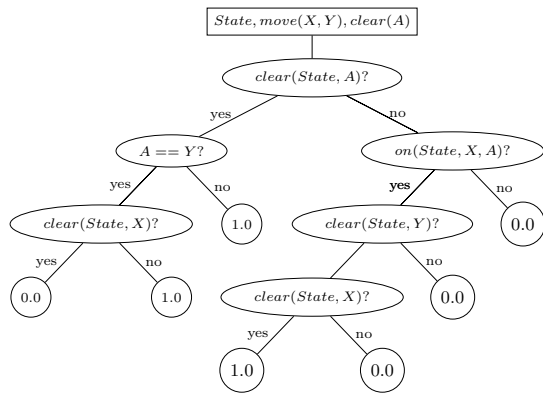 State, move(X, Y), clear(A)
clear(State, A)?
yes
no
A == Y?
on(State, X, A)?
yes
no
yes
no
clear(State, X)?
1.0
clear(State, Y)?
0.0
yes
no
no
0.0
1.0
clear(State, X)?
0.0
yes
no
1.0
0.0